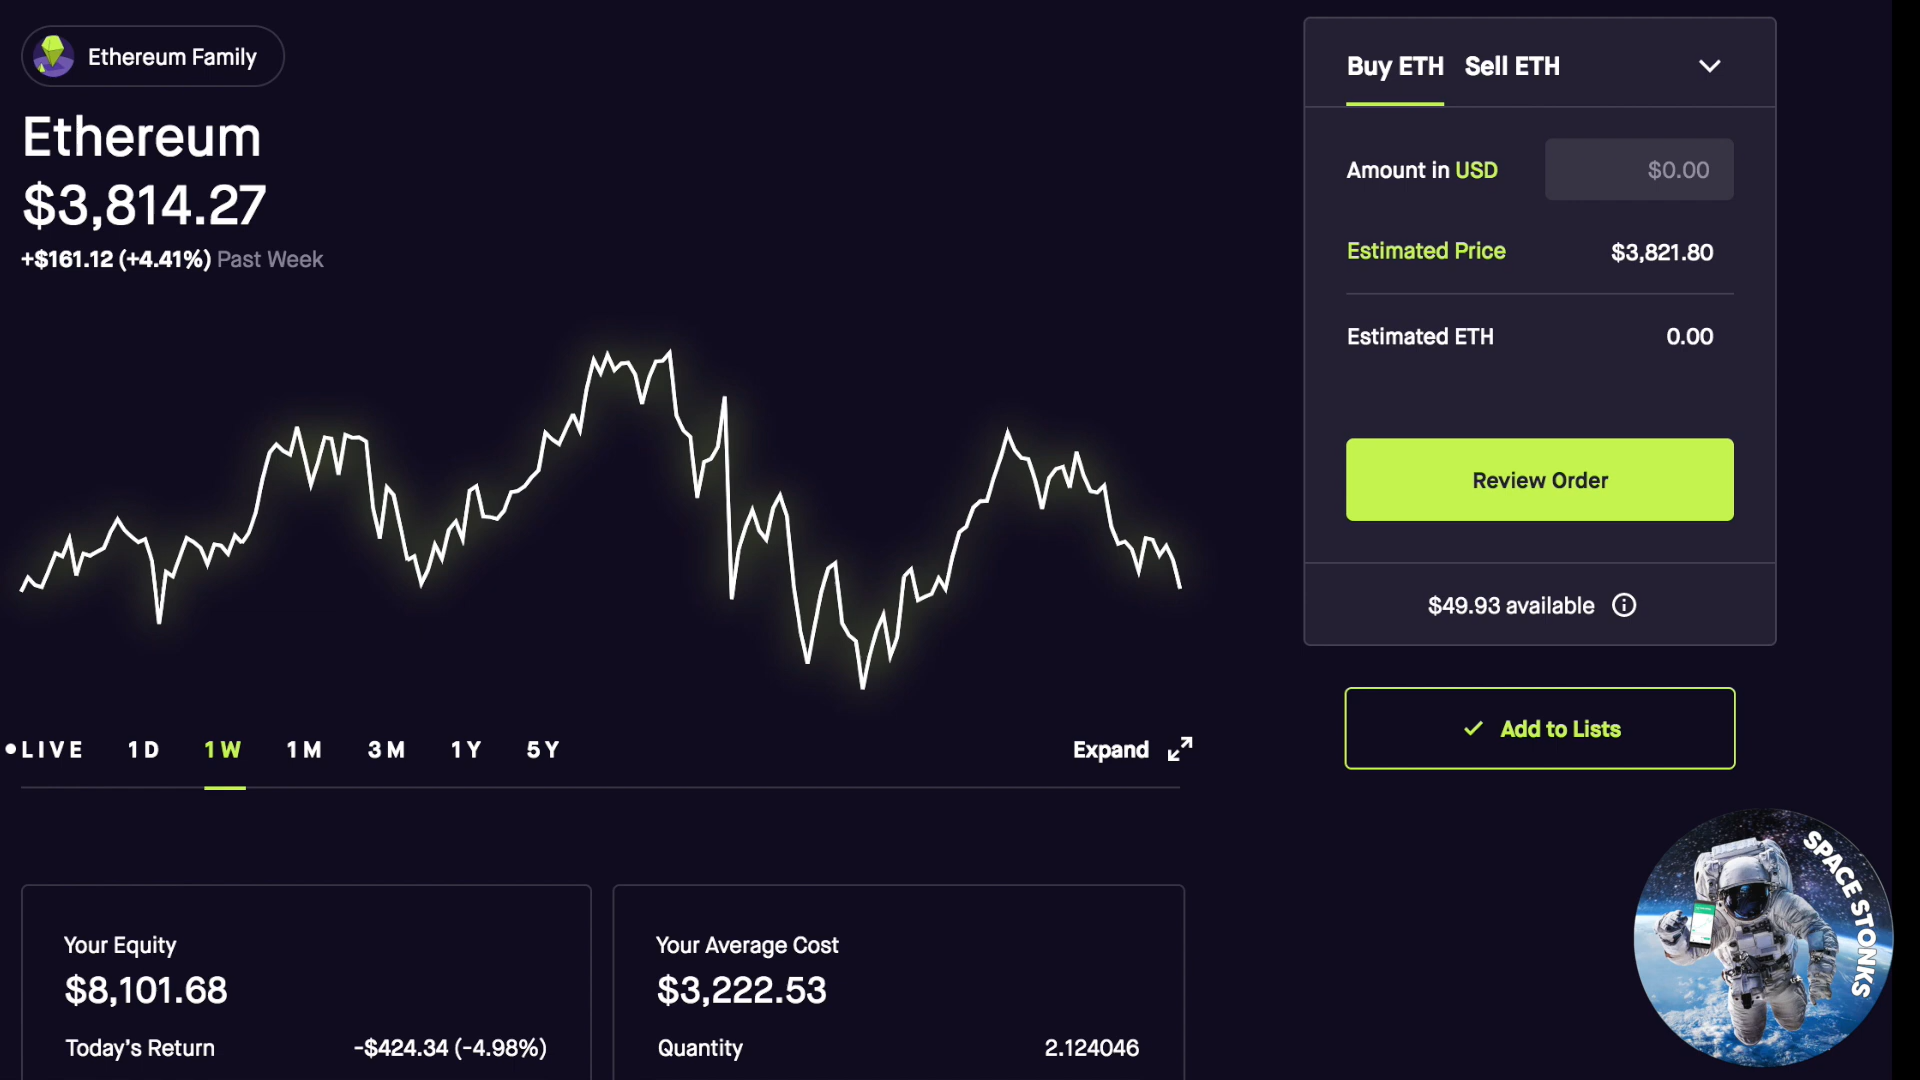 Ethereum Family
Ethereum
$3,814.27
+$161.12 (+4.41%) Past Week
LIVE 1D 1W 1M 3M 1Y 5Y
Expand
Your Equity
$8,101.68
Today's Return -$424.34 (-4.98%)
Your Average Cost
$3,222.53
Quantity 2.124046
Buy ETH Sell ETH
Amount in USD $0.00
Estimated Price $3,821.80
Estimated ETH 0.00
Review Order
$49.93 available
Add to Lists
SPACE STONKS